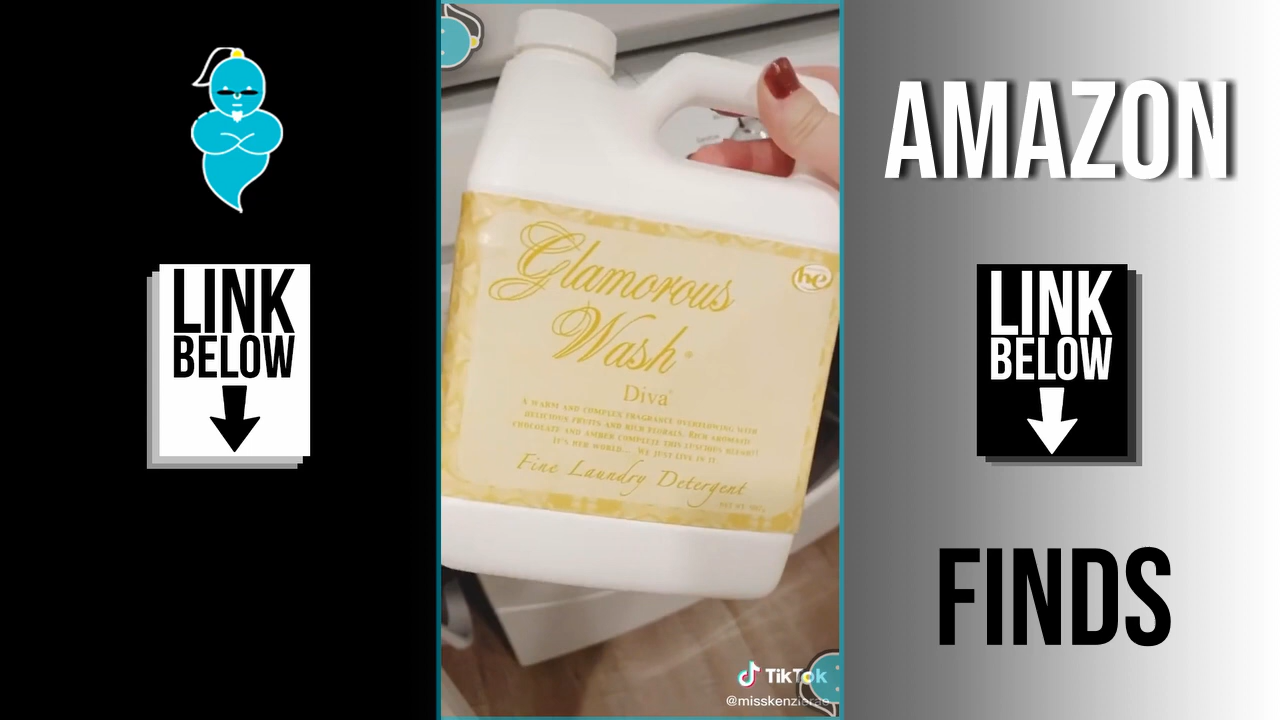 LINK
BELOW
Glamorous
Wash
he
Diva
A WARM AND COMPLEX FRAGRANCE OVERFLOWING WITH
DELICIOUS FRUITS AND RICH FLORALS. RICH AROMATIC
CHOCOLATE AND AMBER COMPLETE THIS LUSCIOUS BLEND!!
IT'S HER WORLD... WE JUST LIVE IN IT
Fine Laundry Detergent
TikTok
AMAZON
LINK
BELOW
FINDS